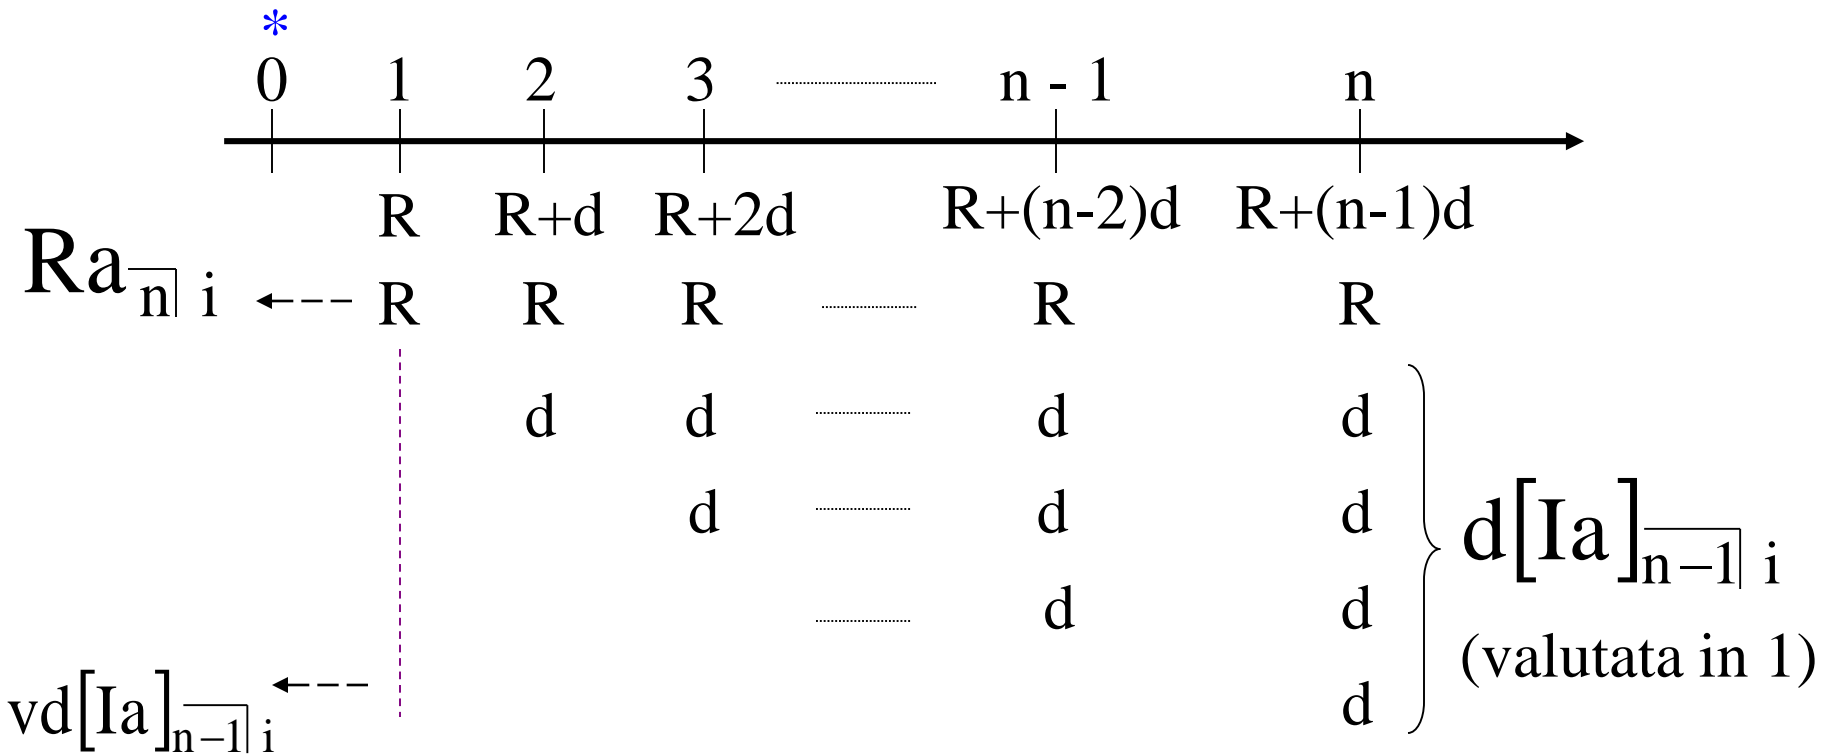 *
0 1 2 3 n - 1 n
R R+d R+2d R+(n-2)d R+(n-1)d
Ra n i R R R R R
d d d d
d d d
d[Ia] n−1 i
d d
(valutata in 1)
d
vd[Ia] n−1 i